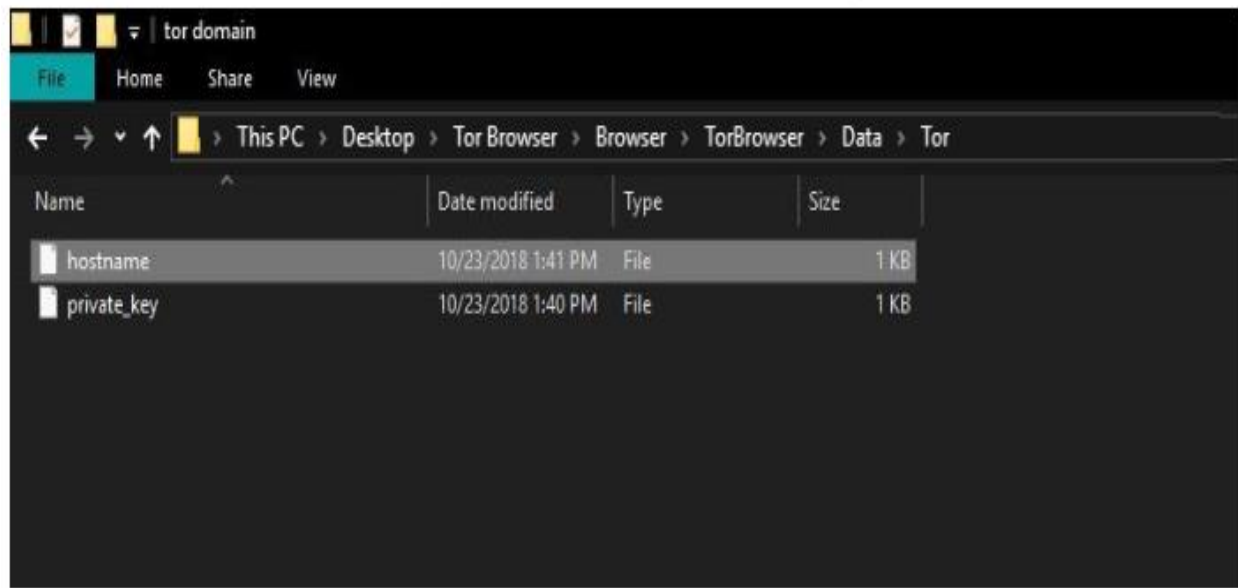 tor domain
File Home Share View
This PC > Desktop > Tor Browser > Browser > TorBrowser > Data > Tor
Name Date modified Type Size
hostname 10/23/2018 1:41 PM File 1 KB
private_key 10/23/2018 1:40 PM File 1 KB